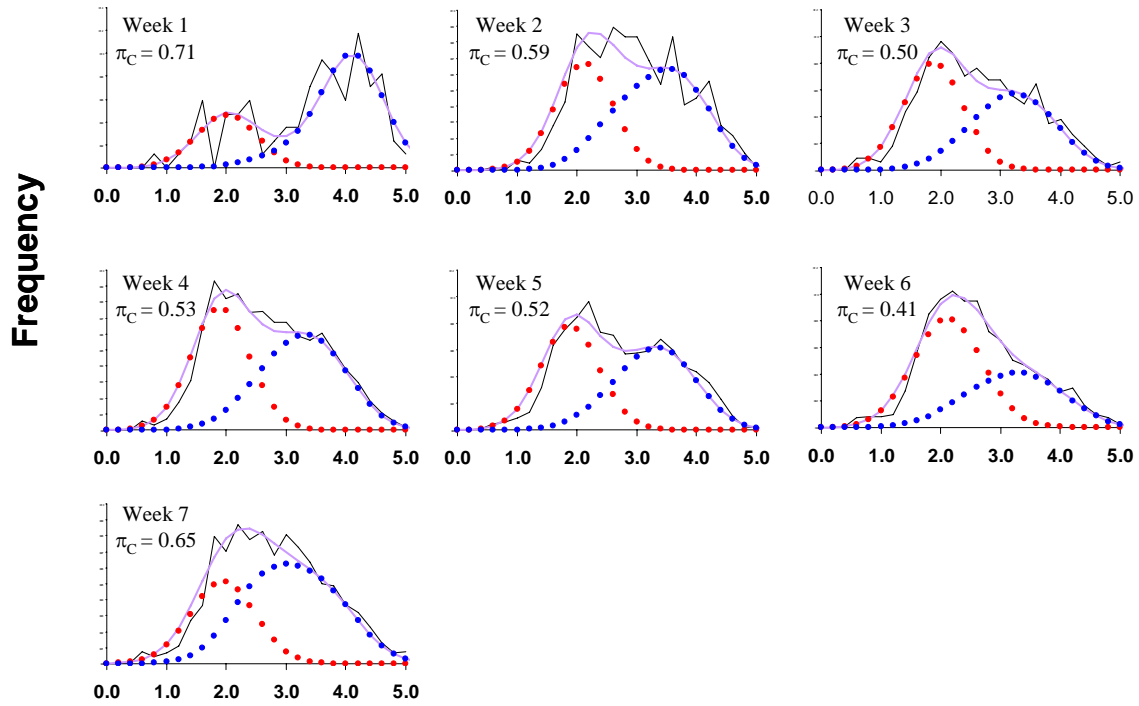 Frequency
Week 1
πC = 0.71
0.0 1.0 2.0 3.0 4.0 5.0
Week 2
πC = 0.59
0.0 1.0 2.0 3.0 4.0 5.0
Week 3
πC = 0.50
0.0 1.0 2.0 3.0 4.0 5.0
Week 4
πC = 0.53
0.0 1.0 2.0 3.0 4.0 5.0
Week 5
πC = 0.52
0.0 1.0 2.0 3.0 4.0 5.0
Week 6
πC = 0.41
0.0 1.0 2.0 3.0 4.0 5.0
Week 7
πC = 0.65
0.0 1.0 2.0 3.0 4.0 5.0